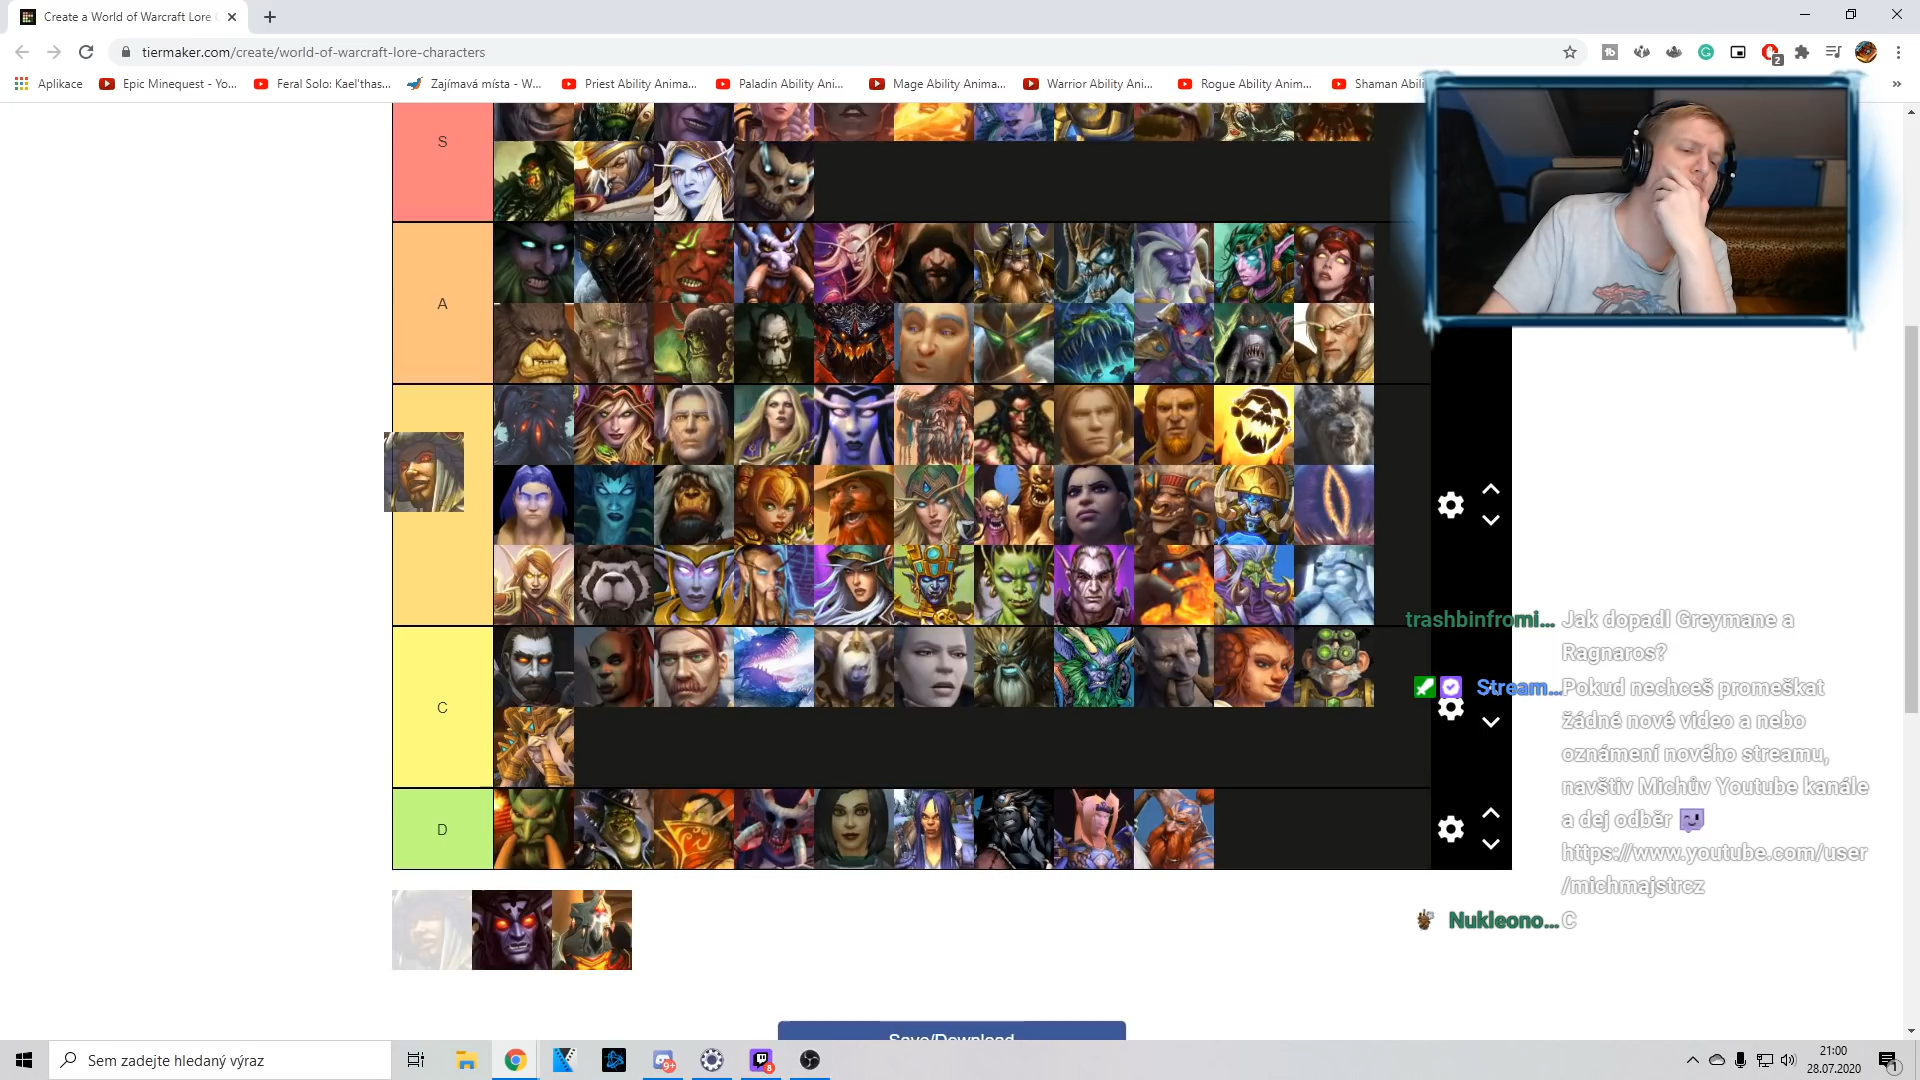 Create a World of Warcraft Lore
tiermaker.com/create/world-of-warcraft-lore-characters
2
Aplikace
Epic Minequest - Yo...
Feral Solo: Kael'thas...
Zajímavá místa - W...
Priest Ability Anima...
Paladin Ability Ani...
Mage Ability Anima...
Warrior Ability Ani...
Rogue Ability Anim...
Shaman Abili
»
S
A
C
D
trashbinfromi... Jak dopadl Greymane a
Ragnaros?
Stream... Pokud nechceš promeškat
žádné nové video a nebo
oznámení nového streamu,
navštiv Michův Youtube kanále
a dej odběr
https://www.youtube.com/user
/michmajstrcz
Nukleono... C
Save/Download
Sem zadejte hledaný výraz
9+
8
21:00
28.07.2020
1